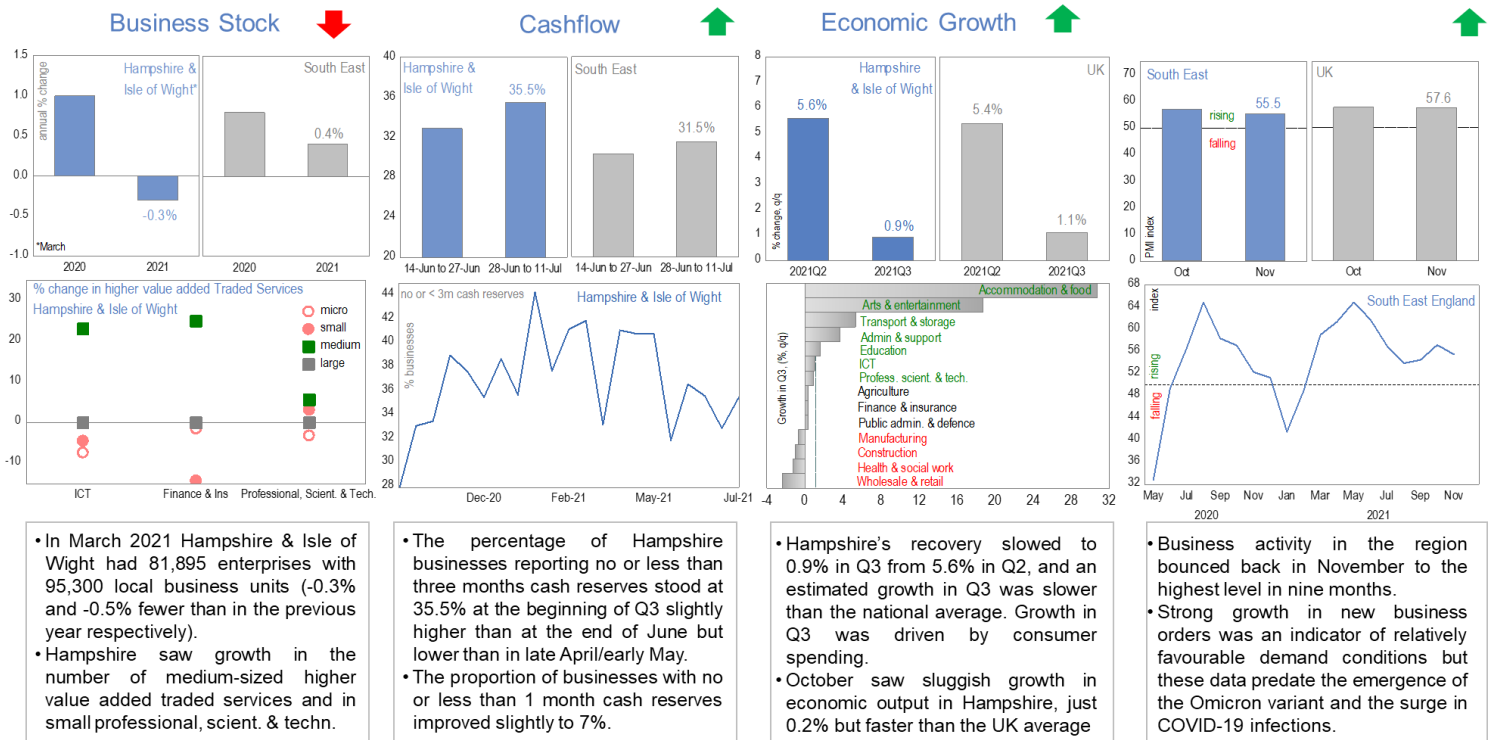 Business Stock
Cashflow
Economic Growth
1.5
1.0
0.5
0.0
-0.5
-1.0
annual % change
Hampshire &
Isle of Wight*
-0.3%
*March
2020
2021
South East
0.4%
2020
2021
40
36
32
28
24
20
Hampshire &
Isle of Wight
35.5%
14-Jun to 27-Jun
28-Jun to 11-Jul
South East
31.5%
14-Jun to 27-Jun
28-Jun to 11-Jul
8
7
6
5
4
3
2
1
0
% change, q/q
Hampshire
& Isle of Wight
5.6%
0.9%
2021Q2
2021Q3
UK
5.4%
1.1%
2021Q2
2021Q3
70
60
50
40
30
20
10
0
PMI index
South East
55.5
rising
falling
Oct
Nov
UK
57.6
Oct
Nov
% change in higher value added Traded Services
Hampshire & Isle of Wight
30
20
10
0
-10
micro
small
medium
large
ICT
Finance & Ins
Professional, Scient. & Tech.
44
42
40
38
36
34
32
30
28
no or < 3m cash reserves
Hampshire & Isle of Wight
% businesses
Dec-20
Feb-21
May-21
Jul-21
Growth in Q3, (%, q/q)
Accommodation & food
Arts & entertainment
Transport & storage
Admin & support
Education
ICT
Profess. scient. & tech.
Agriculture
Finance & insurance
Public admin. & defence
Manufacturing
Construction
Health & social work
Wholesale & retail
-4
0
4
8
12
16
20
24
28
32
68
64
60
56
52
48
44
40
36
32
index
rising
falling
South East England
May
Jul
Sep
Nov
Jan
Mar
May
Jul
Sep
Nov
2020
2021
• In March 2021 Hampshire & Isle of
Wight had 81,895 enterprises with
95,300 local business units (-0.3%
and -0.5% fewer than in the previous
year respectively).
• Hampshire saw growth in the
number of medium-sized higher
value added traded services and in
small professional, scient. & techn.
• The percentage of Hampshire
businesses reporting no or less than
three months cash reserves stood at
35.5% at the beginning of Q3 slightly
higher than at the end of June but
lower than in late April/early May.
• The proportion of businesses with no
or less than 1 month cash reserves
improved slightly to 7%.
• Hampshire's recovery slowed to
0.9% in Q3 from 5.6% in Q2, and an
estimated growth in Q3 was slower
than the national average. Growth in
Q3 was driven by consumer
spending.
• October saw sluggish growth in
economic output in Hampshire, just
0.2% but faster than the UK average
• Business activity in the region
bounced back in November to the
highest level in nine months.
• Strong growth in new business
orders was an indicator of relatively
favourable demand conditions but
these data predate the emergence of
the Omicron variant and the surge in
COVID-19 infections.